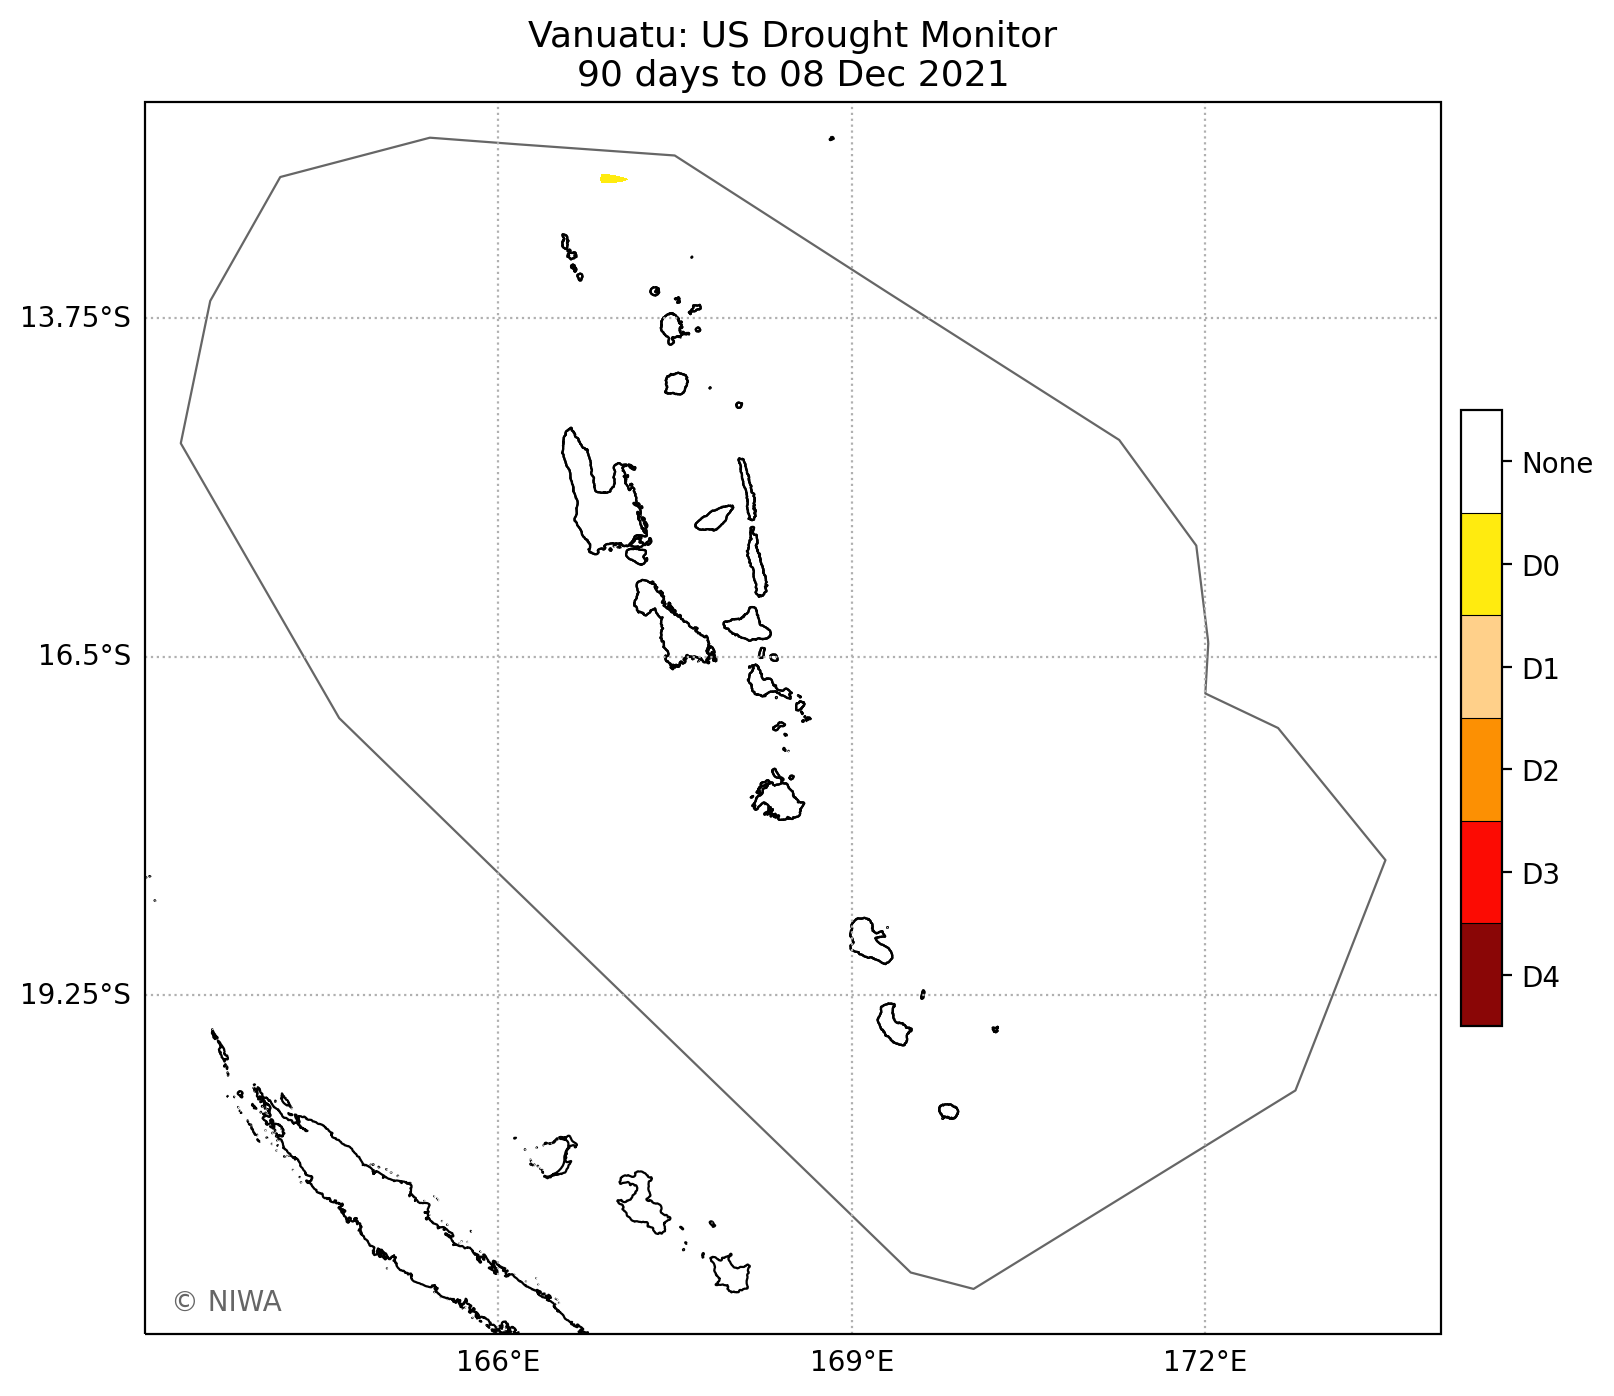 Vanuatu: US Drought Monitor
90 days to 08 Dec 2021
13.75°S
16.5°S
19.25°S
166°E
169°E
172°E
None
D0
D1
D2
D3
D4
© NIWA